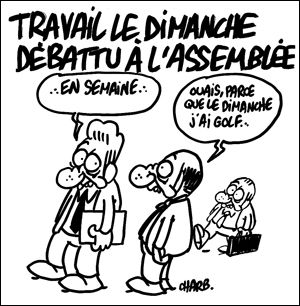 TRAVAIL LE DIMANCHE
DÉBATTU À L'ASSEMBLÉE
..EN SEMAINE..
OUAIS, PARCE
QUE LE DIMANCHE
J'AI GOLF..
CHARB.